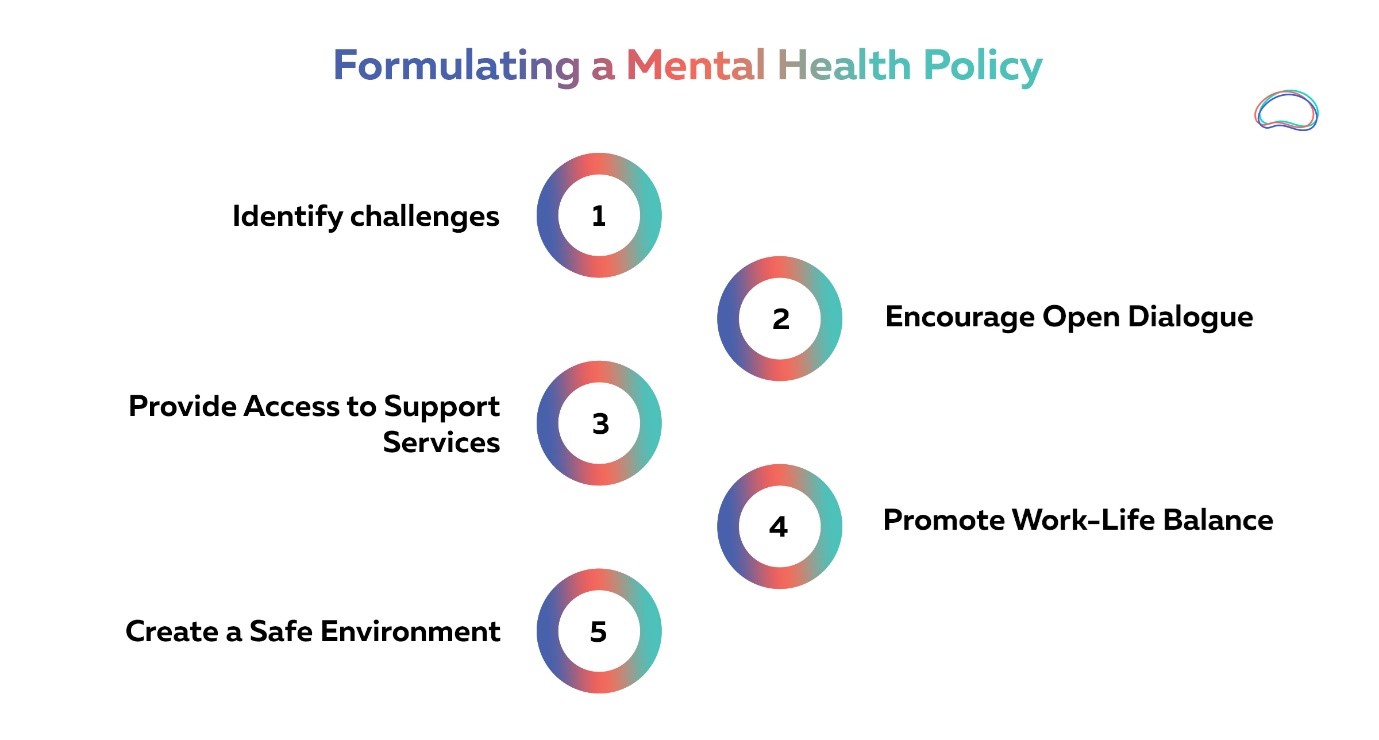 Formulating a Mental Health Policy
Identify challenges
1
2
Encourage Open Dialogue
Provide Access to Support
Services
3
4
Promote Work-Life Balance
Create a Safe Environment
5